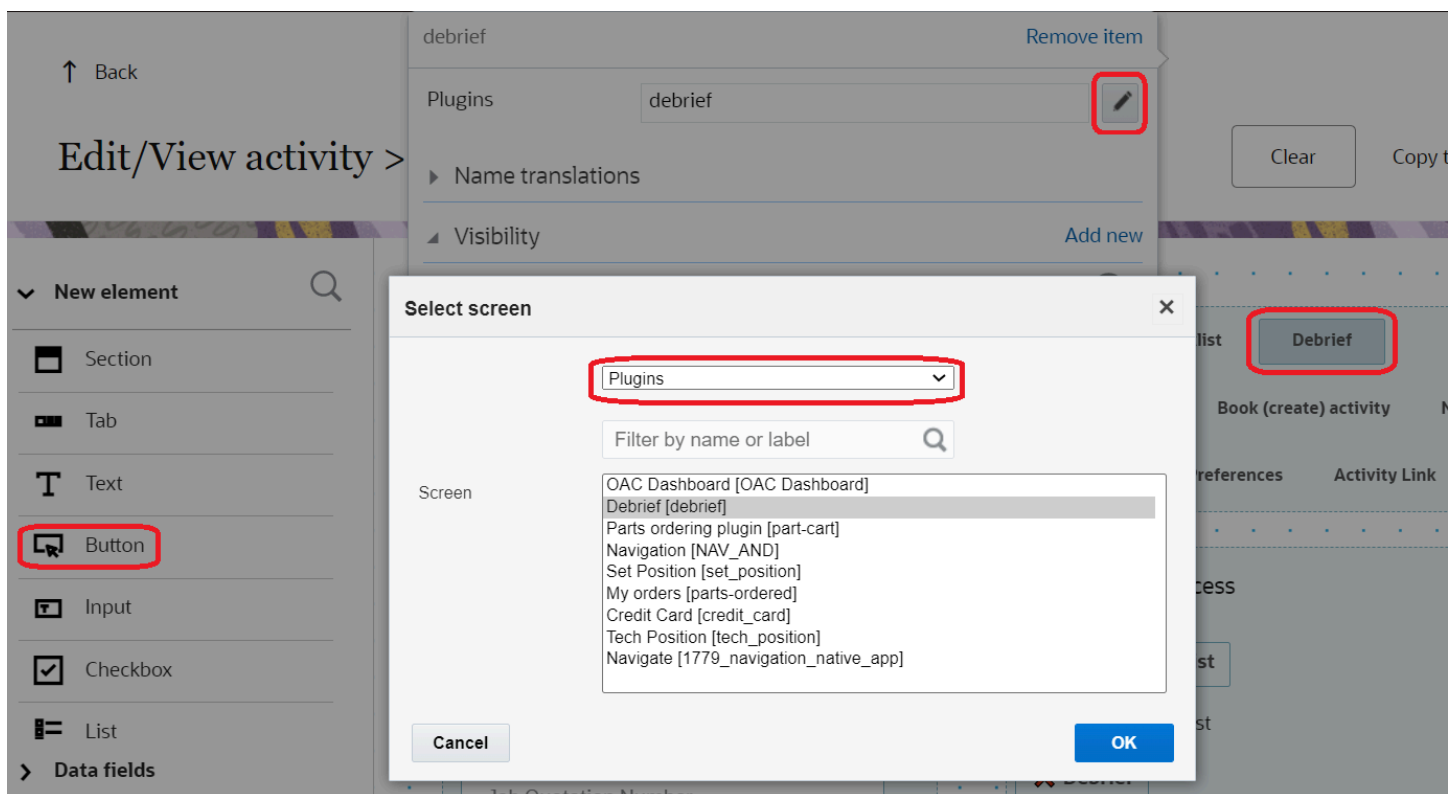 debrief Remove item
↑ Back
Plugins debrief
Edit/View activity > Clear Copy t
Name translations
Visibility Add new
New element
Select screen
Section
list Debrief
Plugins
Tab
Book (create) activity N
Filter by name or label
Text
Screen
OAC Dashboard [OAC Dashboard]
references Activity Link
Debrief [debrief]
Parts ordering plugin [part-cart]
Button
Navigation [NAV_AND]
Set Position [set_position]
My orders [parts-ordered]
cess
Input
Credit Card [credit_card]
Tech Position [tech_position]
Navigate [1779_navigation_native_app]
st
Checkbox
List
st
Cancel OK
Data fields